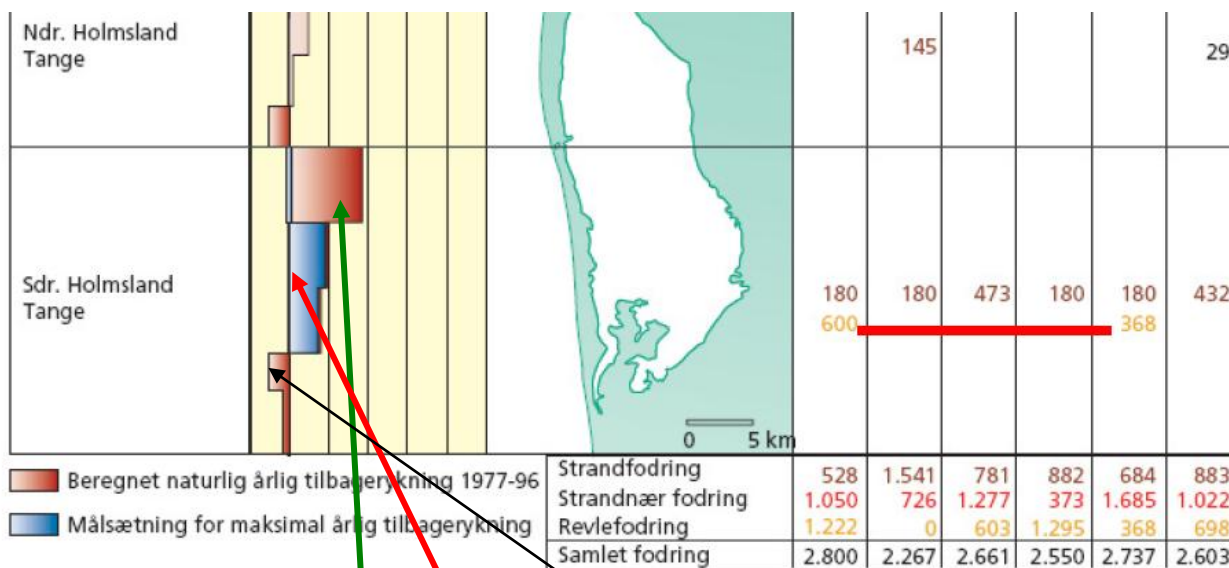 Ndr. Holmsland
Tange
145
29
Sdr. Holmsland
Tange
180 180 473 180 180 432
600 368
0 5 km
Beregnet naturlig årlig tilbagerykning 1977-96
Målsætning for maksimal årlig tilbagerykning
Strandfodring 528 1.541 781 882 684 883
Strandnær fodring 1.050 726 1.277 373 1.685 1.022
Revlefodring 1.222 0 603 1.295 368 698
Samlet fodring 2.800 2.267 2.661 2.550 2.737 2.603